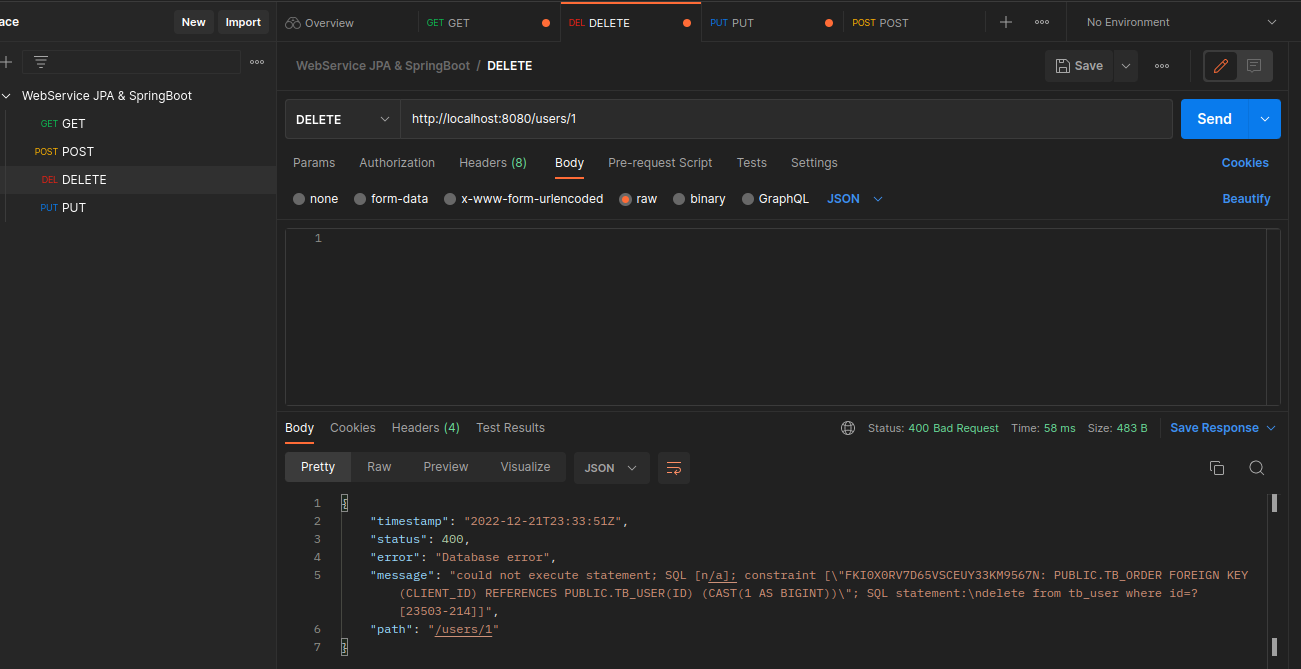 ace New Import Overview GET GET DEL DELETE PUT PUT POST POST No Environment
WebService JPA & SpringBoot / DELETE Save
WebService JPA & SpringBoot
GET GET
POST POST
DEL DELETE
PUT PUT
DELETE http://localhost:8080/users/1 Send
Params Authorization Headers (8) Body Pre-request Script Tests Settings Cookies
none form-data x-www-form-urlencoded raw binary GraphQL JSON Beautify
1
Body Cookies Headers (4) Test Results Status: 400 Bad Request Time: 58 ms Size: 483 B Save Response
Pretty Raw Preview Visualize JSON
1 {
2 "timestamp": "2022-12-21T23:33:51Z",
3 "status": 400,
4 "error": "Database error",
5 "message": "could not execute statement; SQL [n/a]; constraint [\"FKI0X0RV7D65VSCEUY33KM9567N: PUBLIC.TB_ORDER FOREIGN KEY
(CLIENT_ID) REFERENCES PUBLIC.TB_USER(ID) (CAST(1 AS BIGINT))\"; SQL statement:\ndelete from tb_user where id=?
[23503-214]]",
6 "path": "/users/1"
7 }